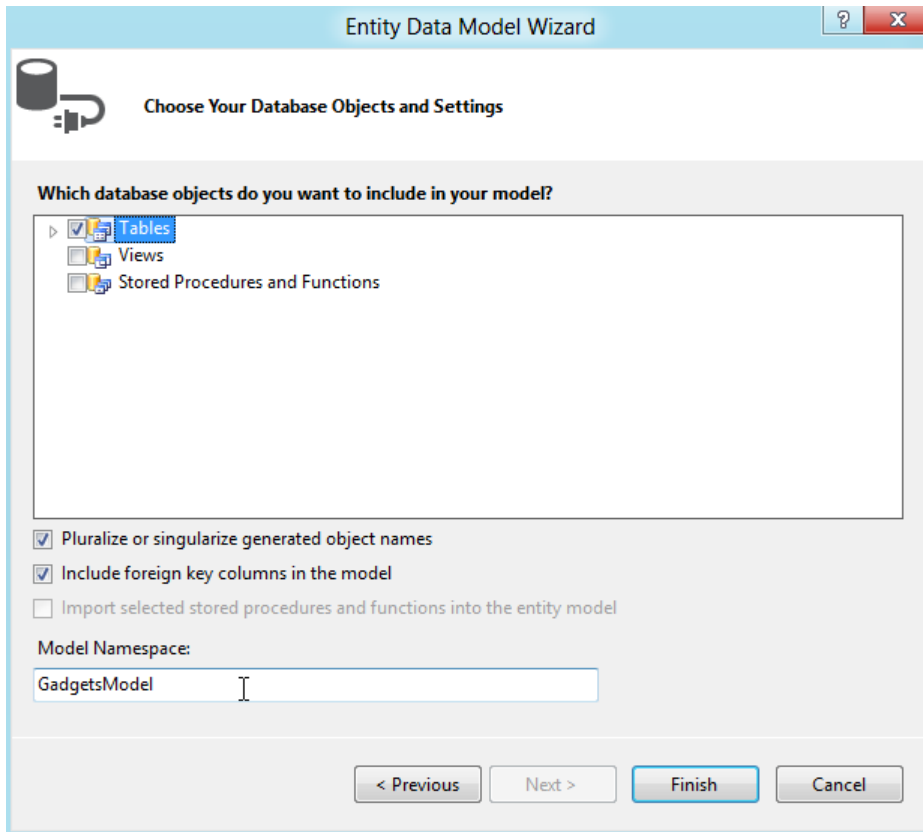 Entity Data Model Wizard
?
X
Choose Your Database Objects and Settings
Which database objects do you want to include in your model?
Tables
Views
Stored Procedures and Functions
Pluralize or singularize generated object names
Include foreign key columns in the model
Import selected stored procedures and functions into the entity model
Model Namespace:
GadgetsModel
< Previous Next > Finish Cancel